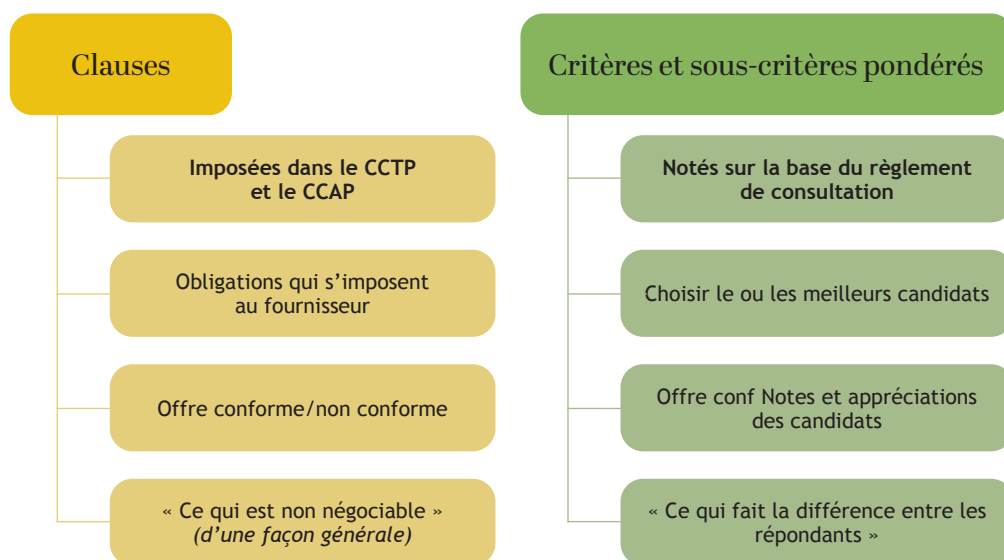 Clauses
Imposées dans le CCTP
et le CCAP
Obligations qui s’imposent
au fournisseur
Offre conforme/non conforme
« Ce qui est non négociable »
(d’une façon générale)
Critères et sous-critères pondérés
Notés sur la base du règlement
de consultation
Choisir le ou les meilleurs candidats
Offre conf Notes et appréciations
des candidats
« Ce qui fait la différence entre les
répondants »